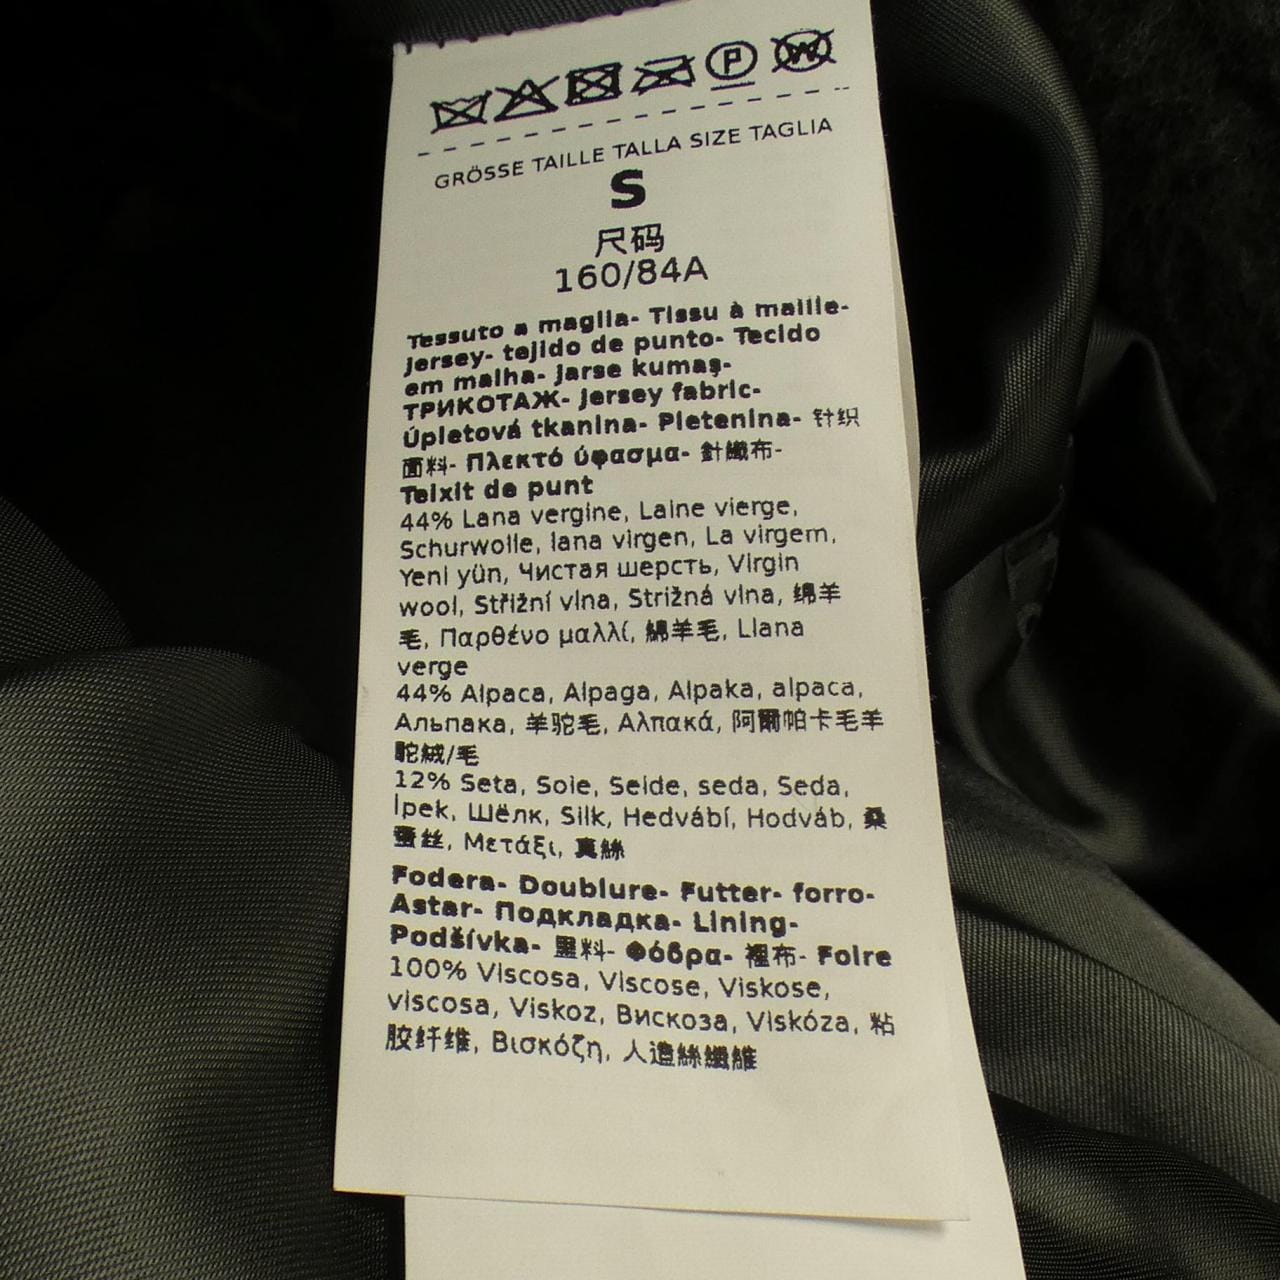 P W
GRÖSSE TAILLE TALLA SIZE TAGLIA
S
尺码
160/84A
Tessuto a maglia- Tissu à maille-
Jersey- tejido de punto- Tecido
em malha- Jarse kumaş-
ТРИКОТАЖ- Jersey fabric-
Úpletová tkanina- Pletenina- 针织
面料- Πλεκτό ύφασμα- 針織布-
Teixit de punt
44% Lana vergine, Laine vierge,
Schurwolle, lana virgen, La virgem,
Yeni yün, Чистая шерсть, Virgin
wool, Střižní vlna, Strižná vlna, 绵羊
毛, Παρθένο μαλλί, 綿羊毛, Llana
verge
44% Alpaca, Alpaga, Alpaka, alpaca,
Альпака, 羊驼毛, Αλπακά, 阿爾帕卡毛羊
駝絨/毛
12% Seta, Soie, Seide, seda, Seda,
İpek, Шёлк, Silk, Hedvábí, Hodváb, 桑
蚕丝, Μετάξι, 真絲
Fodera- Doublure- Futter- forro-
Astar- Подкладка- Lining-
Podšívka- 里料- Φόδρα- 裡布- Folre
100% Viscosa, Viscose, Viskose,
viscosa, Viskoz, Вискоза, Viskóza, 粘
胶纤维, Βισκόζη, 人造絲纖維